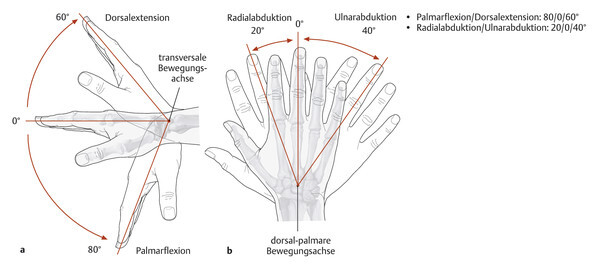 60°
Dorsalextension
transversale
Bewegungs-
achse
0°
80°
Palmarflexion
a
Radialabduktion
20°
0°
Ulnarabduktion
40°
dorsal-palmare
Bewegungsachse
b
• Palmarflexion/Dorsalextension: 80/0/60°
• Radialabduktion/Ulnarabduktion: 20/0/40°